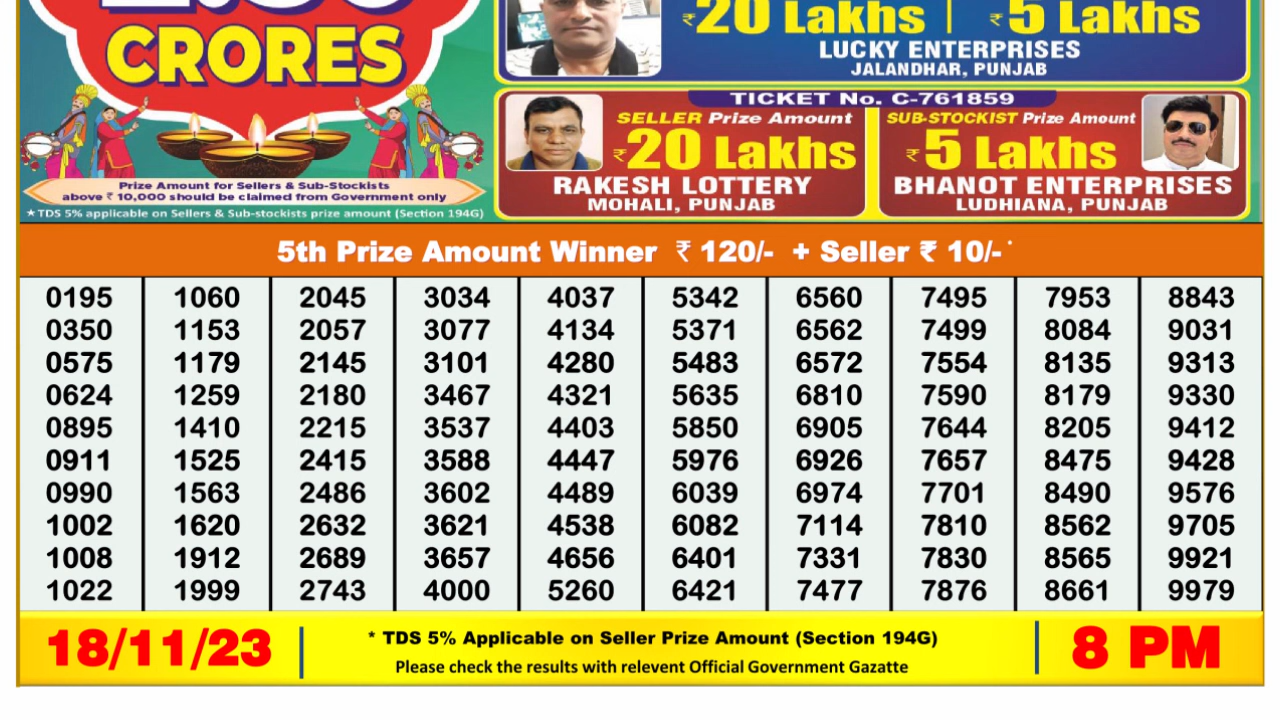 CRORES
Prize Amount for Sellers & Sub-Stockists
above ₹ 10,000 should be claimed from Government only
★TDS 5% applicable on Sellers & Sub-stockists prize amount (Section 194G)
₹20 Lakhs ₹5 Lakhs
LUCKY ENTERPRISES
JALANDHAR, PUNJAB
TICKET No. C-761859
SELLER Prize Amount
₹20 Lakhs
RAKESH LOTTERY
MOHALI, PUNJAB
SUB-STOCKIST Prize Amount
₹5 Lakhs
BHANOT ENTERPRISES
LUDHIANA, PUNJAB
5th Prize Amount Winner ₹ 120/- + Seller ₹ 10/-*
0195 1060 2045 3034 4037 5342 6560 7495 7953 8843
0350 1153 2057 3077 4134 5371 6562 7499 8084 9031
0575 1179 2145 3101 4280 5483 6572 7554 8135 9313
0624 1259 2180 3467 4321 5635 6810 7590 8179 9330
0895 1410 2215 3537 4403 5850 6905 7644 8205 9412
0911 1525 2415 3588 4447 5976 6926 7657 8475 9428
0990 1563 2486 3602 4489 6039 6974 7701 8490 9576
1002 1620 2632 3621 4538 6082 7114 7810 8562 9705
1008 1912 2689 3657 4656 6401 7331 7830 8565 9921
1022 1999 2743 4000 5260 6421 7477 7876 8661 9979
18/11/23
* TDS 5% Applicable on Seller Prize Amount (Section 194G)
Please check the results with relevent Official Government Gazatte
8 PM